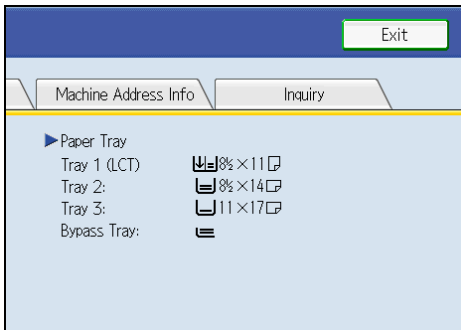 Exit
Machine Address Info Inquiry
Paper Tray
Tray 1 (LCT) 8½×11
Tray 2: 8½×14
Tray 3: 11×17
Bypass Tray: